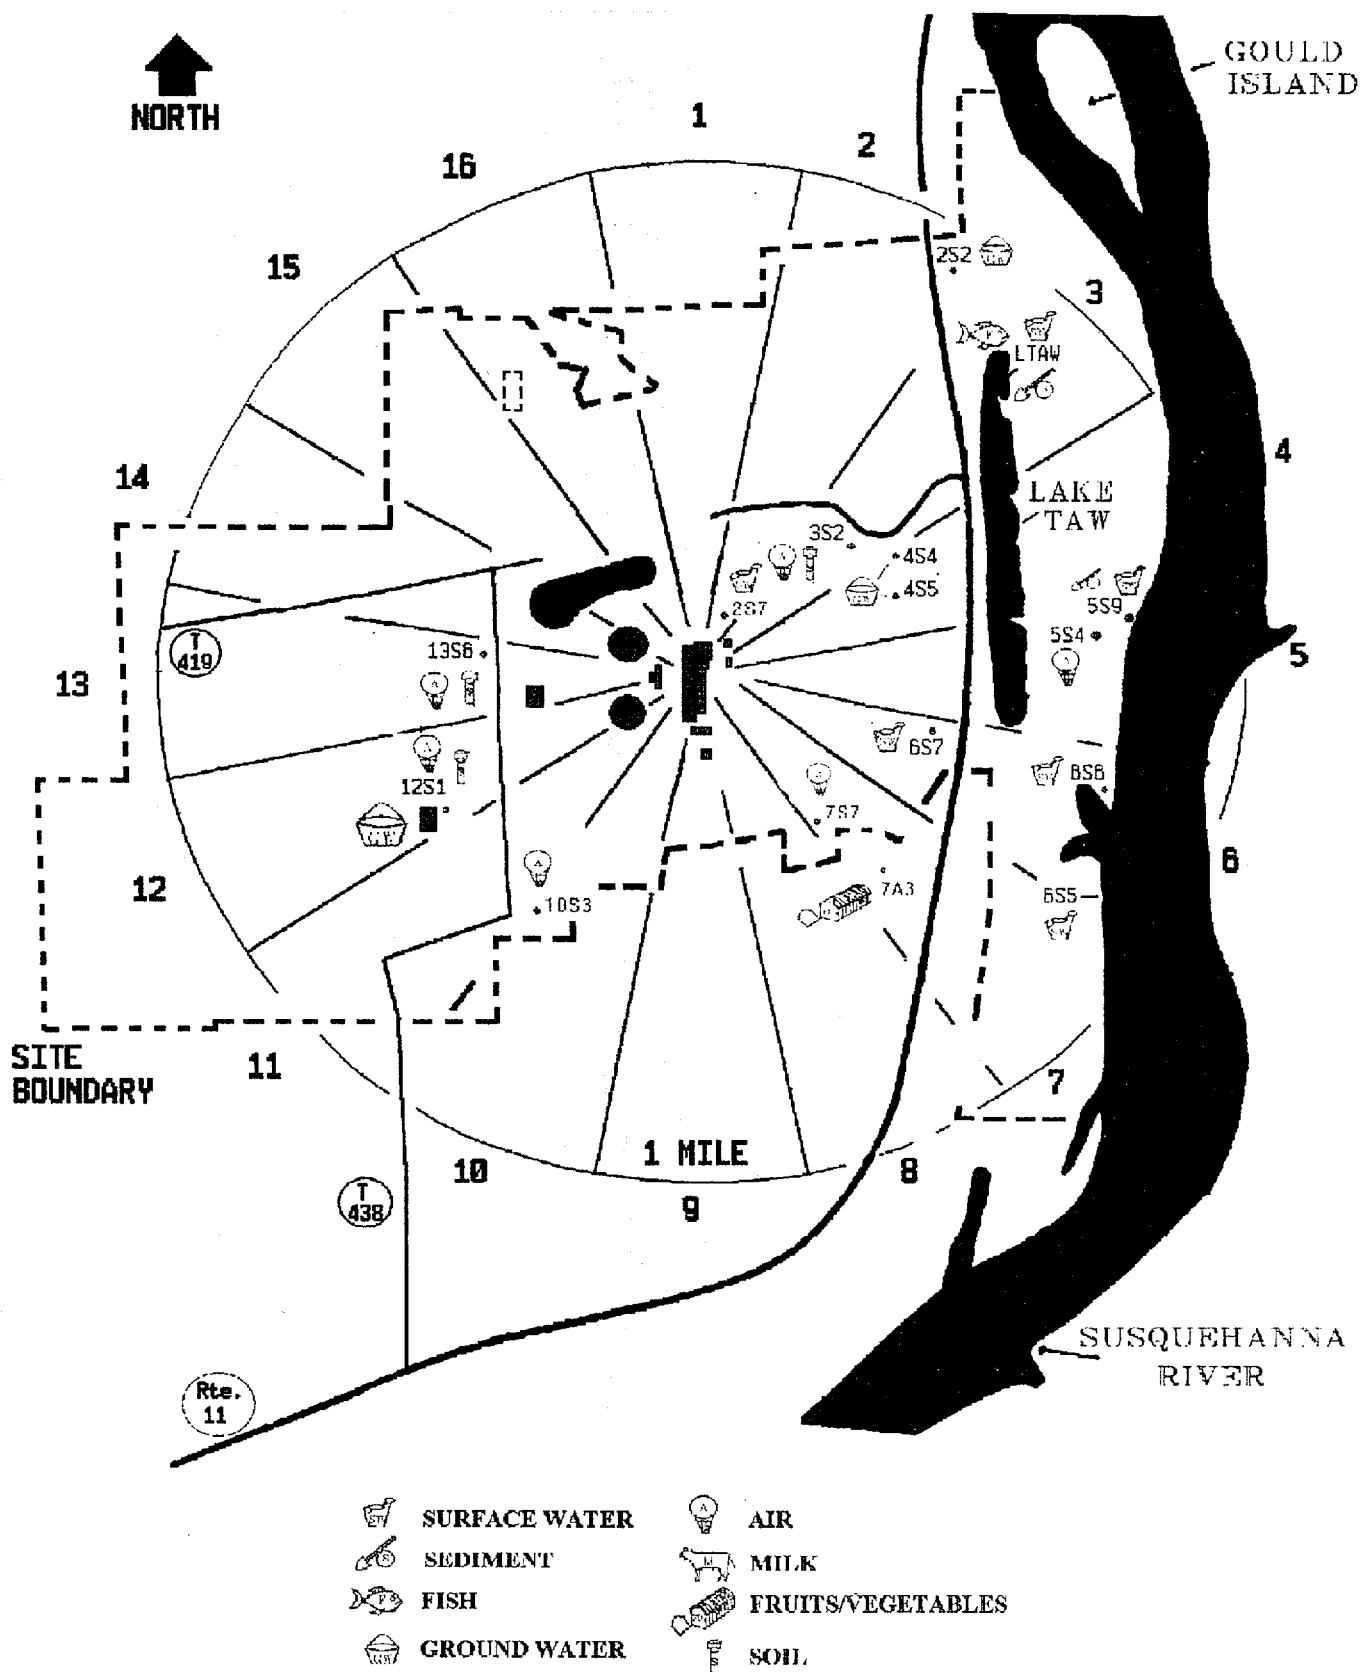 GOULD
ISLAND
NORTH
1
2
16
15
3
2S2
LTAW
14
4
LAKE
TAW
3S2
4S4
4S5
2S7
5S9
5S4
5
T
419
13S6
13
6S7
12S1
7S7
6
12
10S3
7A3
6S5
SITE
BOUNDARY
11
7
1 MILE
10
8
9
T
438
SUSQUEHANNA
RIVER
Rte.
11
SURFACE WATER
AIR
SEDIMENT
MILK
FISH
FRUITS/VEGETABLES
GROUND WATER
SOIL